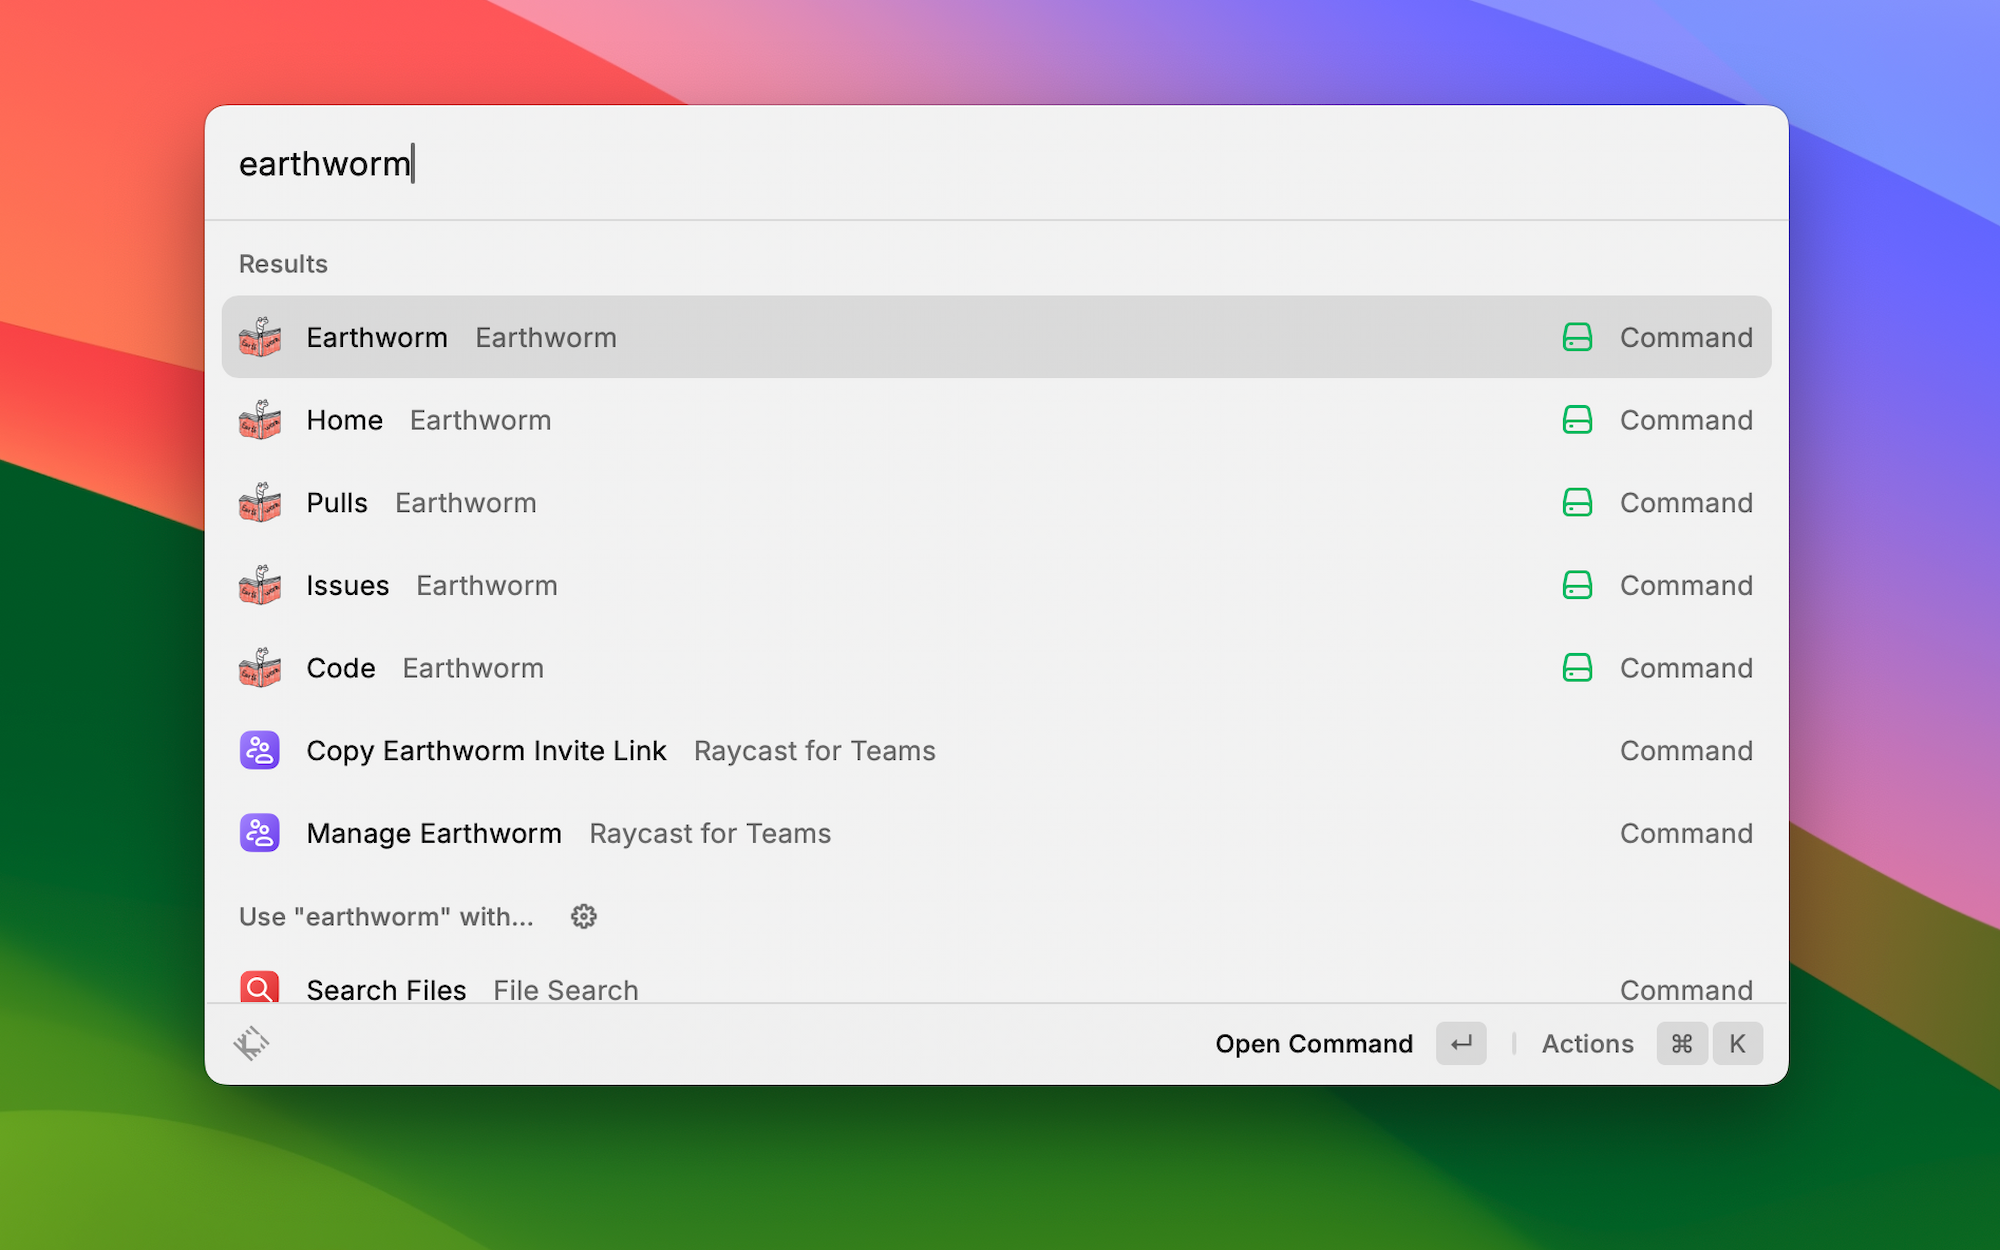 earthworm
Results
Earthworm Earthworm Command
Home Earthworm Command
Pulls Earthworm Command
Issues Earthworm Command
Code Earthworm Command
Copy Earthworm Invite Link Raycast for Teams Command
Manage Earthworm Raycast for Teams Command
Use "earthworm" with...
Search Files File Search Command
Open Command ↵ Actions ⌘ K